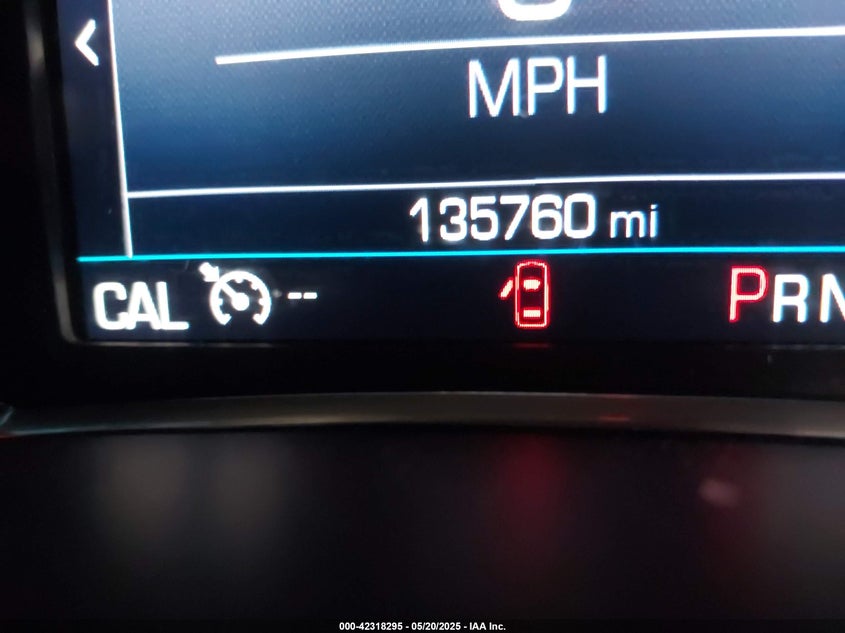 MPH
135760 mi
CAL -- PRN
000-42318295 - 05/20/2025 - IAA Inc.